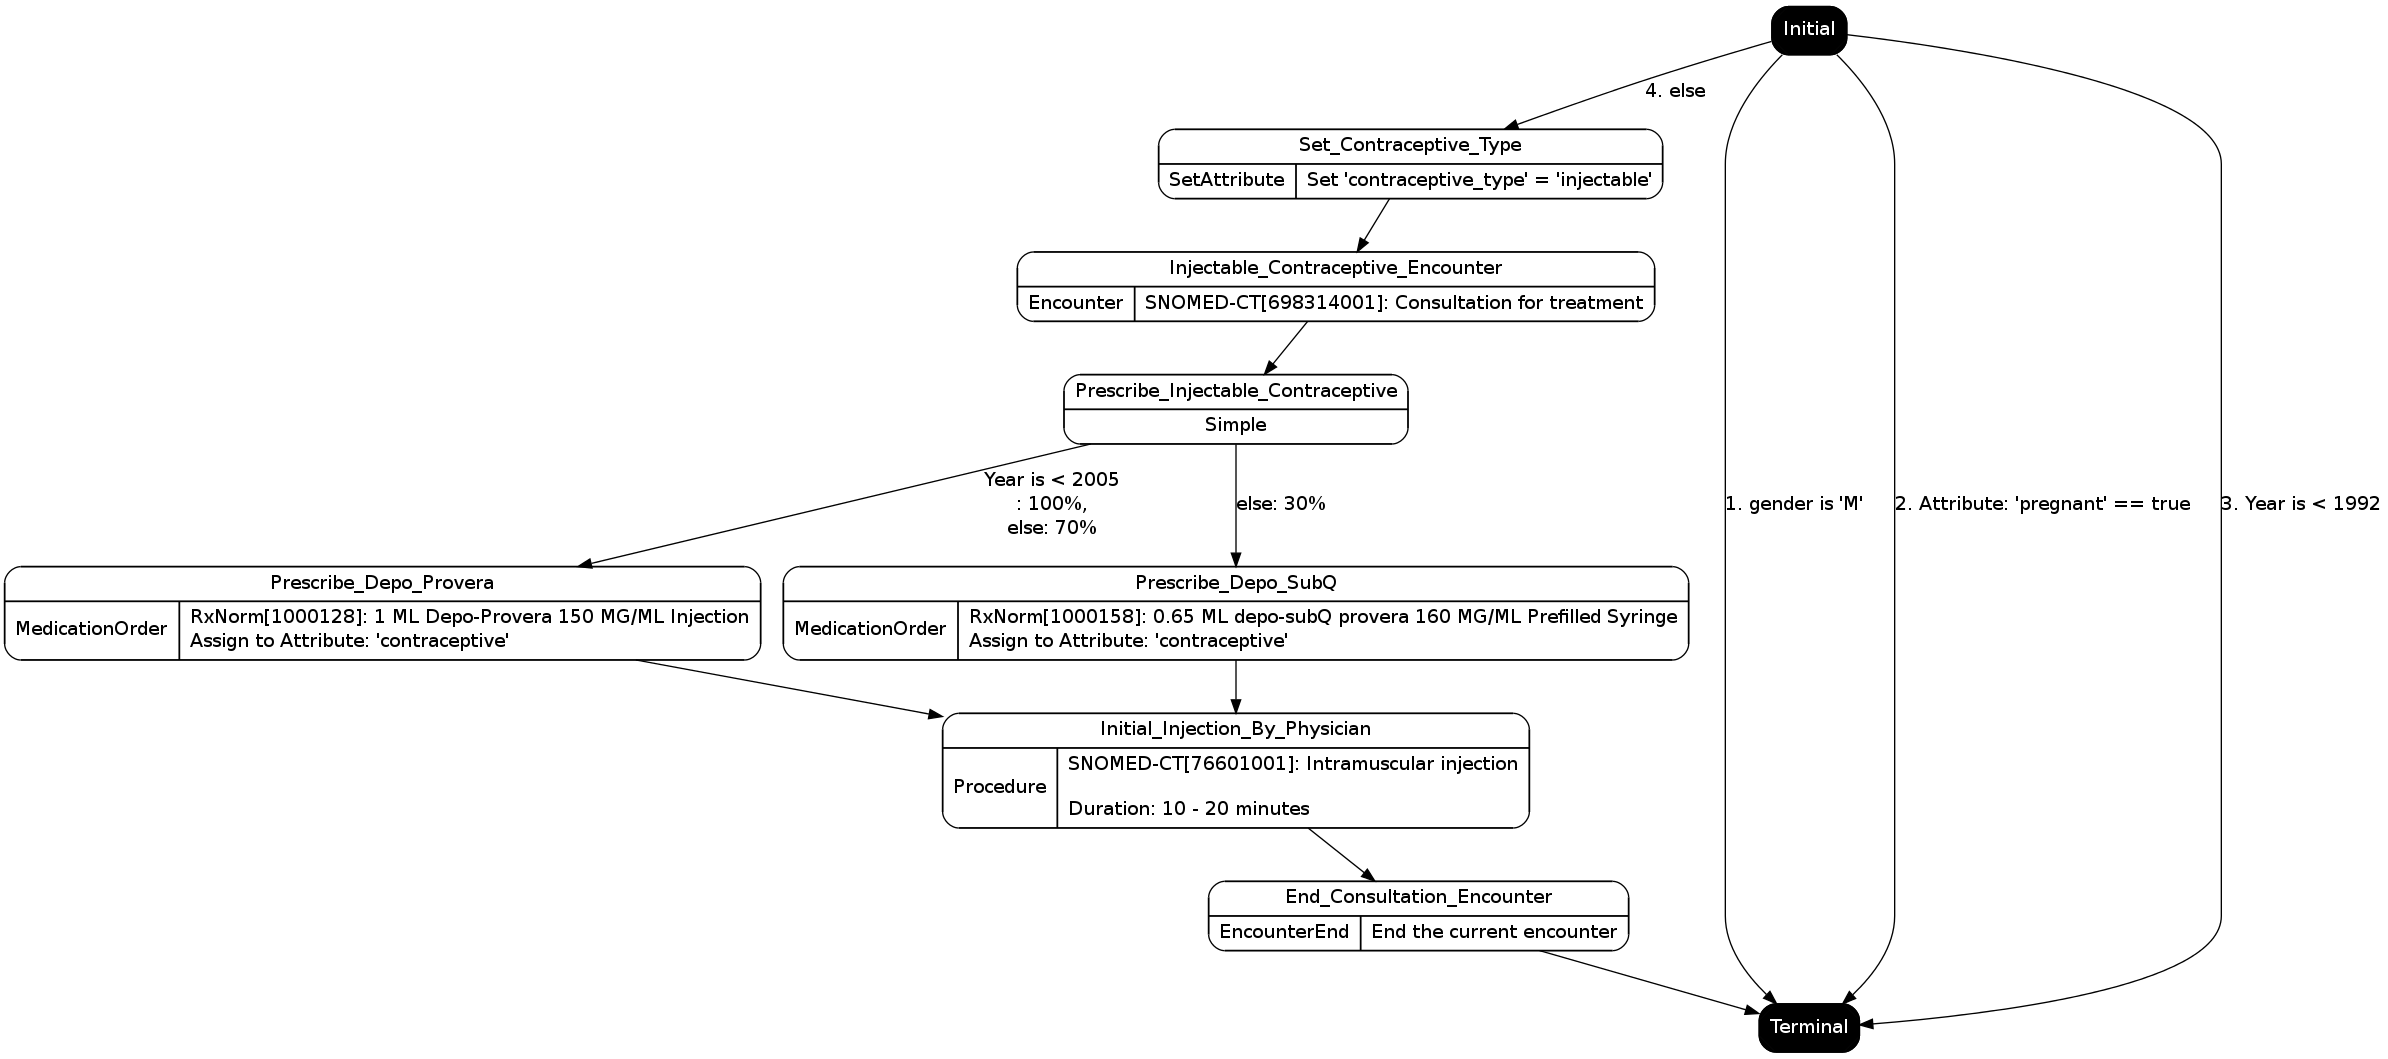 Initial
4. else
Set_Contraceptive_Type
SetAttribute
Set 'contraceptive_type' = 'injectable'
Injectable_Contraceptive_Encounter
Encounter
SNOMED-CT[698314001]: Consultation for treatment
Prescribe_Injectable_Contraceptive
Simple
Year is < 2005
: 100%,
else: 70%
else: 30%
1. gender is 'M'
2. Attribute: 'pregnant' == true
3. Year is < 1992
Prescribe_Depo_Provera
MedicationOrder
RxNorm[1000128]: 1 ML Depo-Provera 150 MG/ML Injection
Assign to Attribute: 'contraceptive'
Prescribe_Depo_SubQ
MedicationOrder
RxNorm[1000158]: 0.65 ML depo-subQ provera 160 MG/ML Prefilled Syringe
Assign to Attribute: 'contraceptive'
Initial_Injection_By_Physician
Procedure
SNOMED-CT[76601001]: Intramuscular injection
Duration: 10 - 20 minutes
End_Consultation_Encounter
EncounterEnd
End the current encounter
Terminal